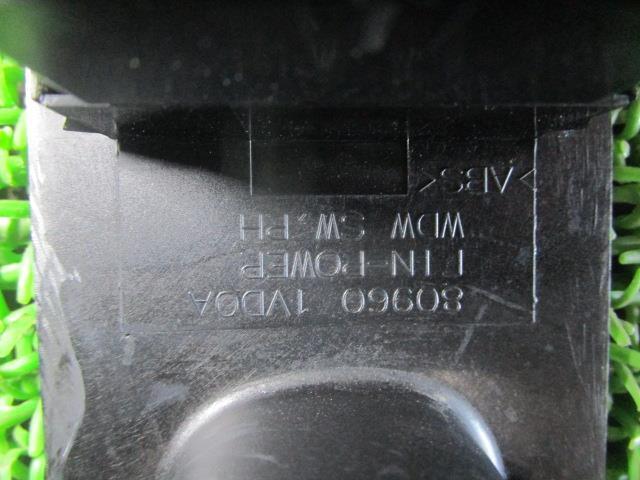 80960 1VD0A
FIN-POWER
WDW SW,RH
>ABS<